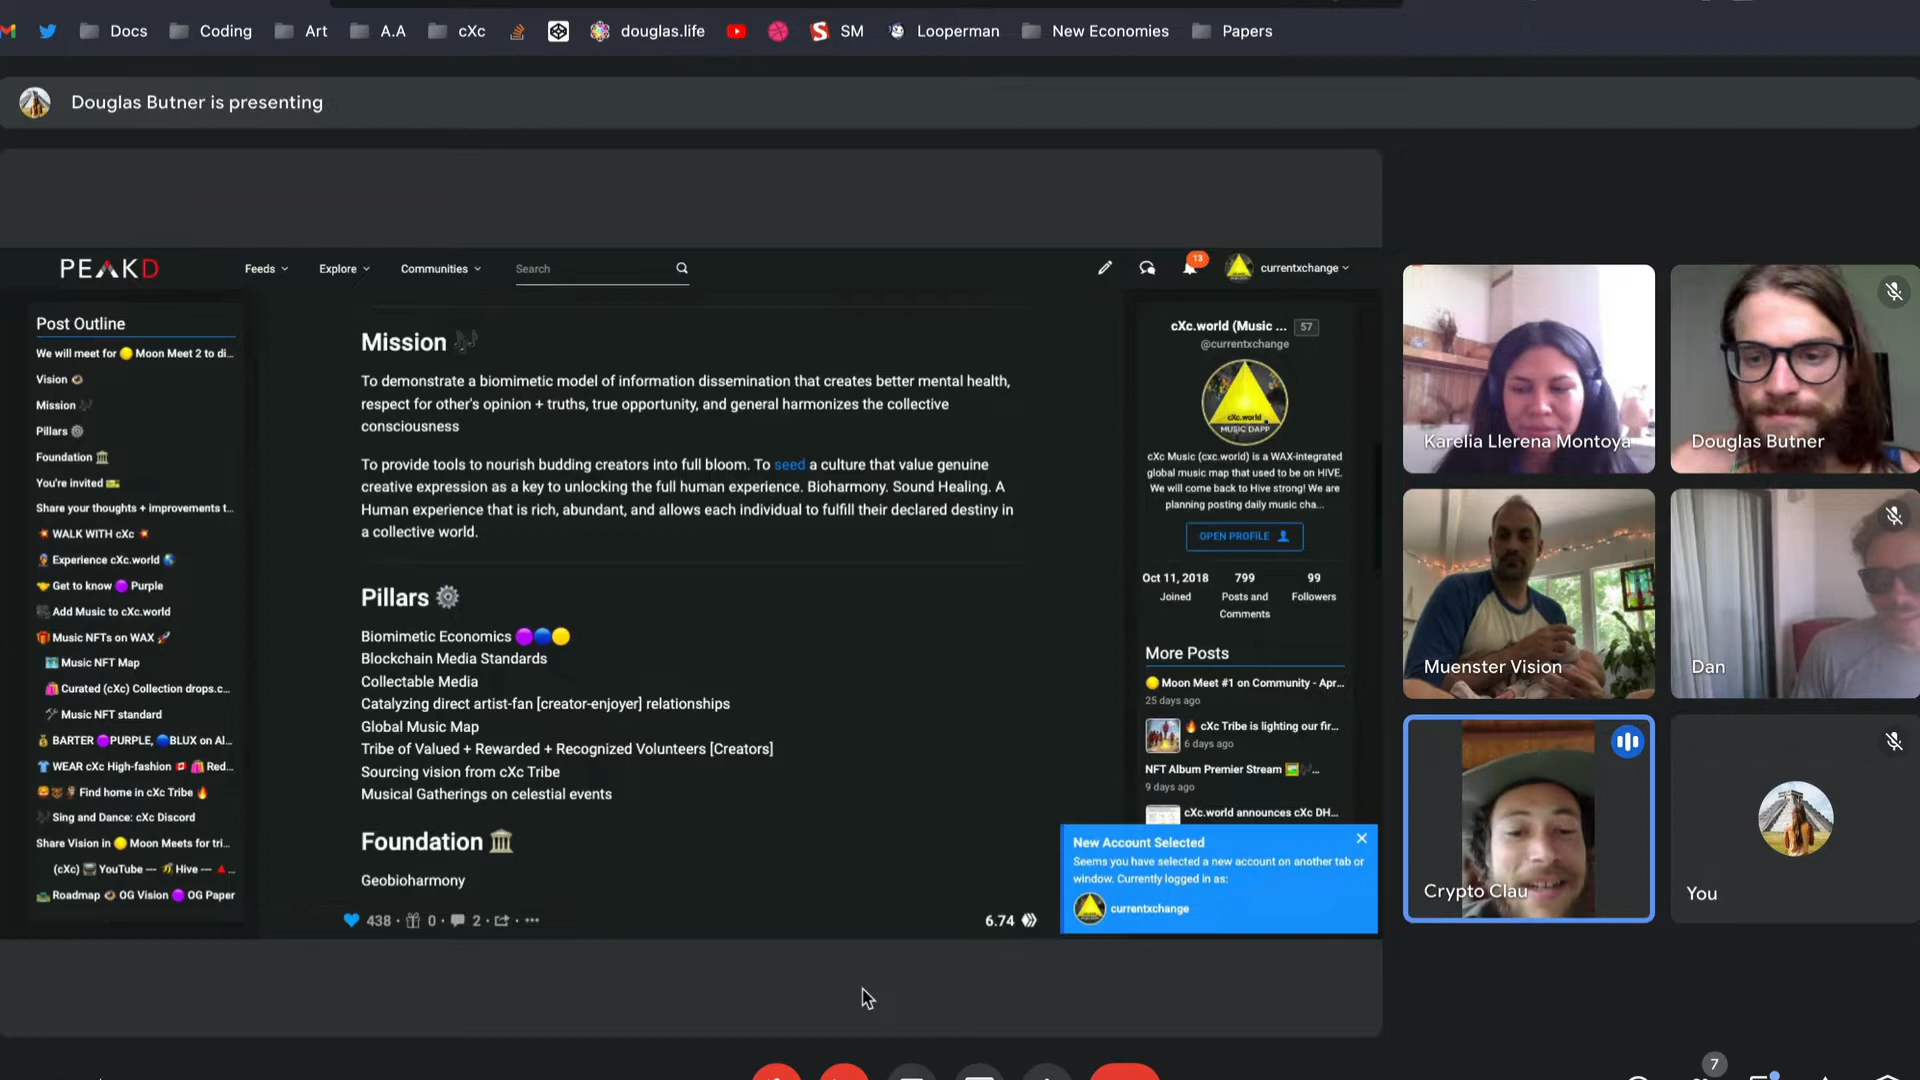 Docs
Coding
Art
A.A
cXc
douglas.life
SM
Looperman
New Economies
Papers
Douglas Butner is presenting
PEAKD
Feeds
Explore
Communities
Search
13
currentxchange
Post Outline
We will meet for 🟡 Moon Meet 2 to di...
Vision 👁
Mission 🎶
Pillars ⚙️
Foundation 🏛
You're invited 🎫
Share your thoughts + improvements t...
💥 WALK WITH cXc 💥
Experience cXc.world 🌎
🤝 Get to know 🟣 Purple
Add Music to cXc.world
🎁 Music NFTs on WAX 🚀
🗺 Music NFT Map
🛍 Curated (cXc) Collection drops.c...
🛠 Music NFT standard
💰 BARTER 🟣PURPLE, 🔵BLUX on Al...
👕 WEAR cXc High-fashion 🇨🇦 🛍 Red...
Find home in cXc Tribe 🔥
🎶 Sing and Dance: cXc Discord
Share Vision in 🟡 Moon Meets for tri...
(cXc) YouTube --- Hive --- 🔺...
Roadmap 👁 OG Vision 🟣 OG Paper
Mission 🎶
To demonstrate a biomimetic model of information dissemination that creates better mental health,
respect for other's opinion + truths, true opportunity, and general harmonizes the collective
consciousness
To provide tools to nourish budding creators into full bloom. To seed a culture that value genuine
creative expression as a key to unlocking the full human experience. Bioharmony. Sound Healing. A
Human experience that is rich, abundant, and allows each individual to fulfill their declared destiny in
a collective world.
Pillars ⚙️
Biomimetic Economics 🟣🔵🟡
Blockchain Media Standards
Collectable Media
Catalyzing direct artist-fan [creator-enjoyer] relationships
Global Music Map
Tribe of Valued + Rewarded + Recognized Volunteers [Creators]
Sourcing vision from cXc Tribe
Musical Gatherings on celestial events
Foundation 🏛
Geobioharmony
438 · 0 · 2 · · ···
6.74
cXc.world (Music ... 57
@currentxchange
cXc.world
MUSIC DAPP
cXc Music (cxc.world) is a WAX-integrated
global music map that used to be on HIVE.
We will come back to Hive strong! We are
planning posting daily music cha...
OPEN PROFILE
Oct 11, 2018
Joined
799
Posts and
Comments
99
Followers
More Posts
🟡 Moon Meet #1 on Community - Apr...
25 days ago
🔥 cXc Tribe is lighting our fir...
6 days ago
NFT Album Premier Stream 🖼🎶...
9 days ago
cXc.world announces cXc DH...
New Account Selected
Seems you have selected a new account on another tab or
window. Currently logged in as:
currentxchange
Karelia Llerena Montoya
Douglas Butner
Muenster Vision
Dan
Crypto Clau
You
7